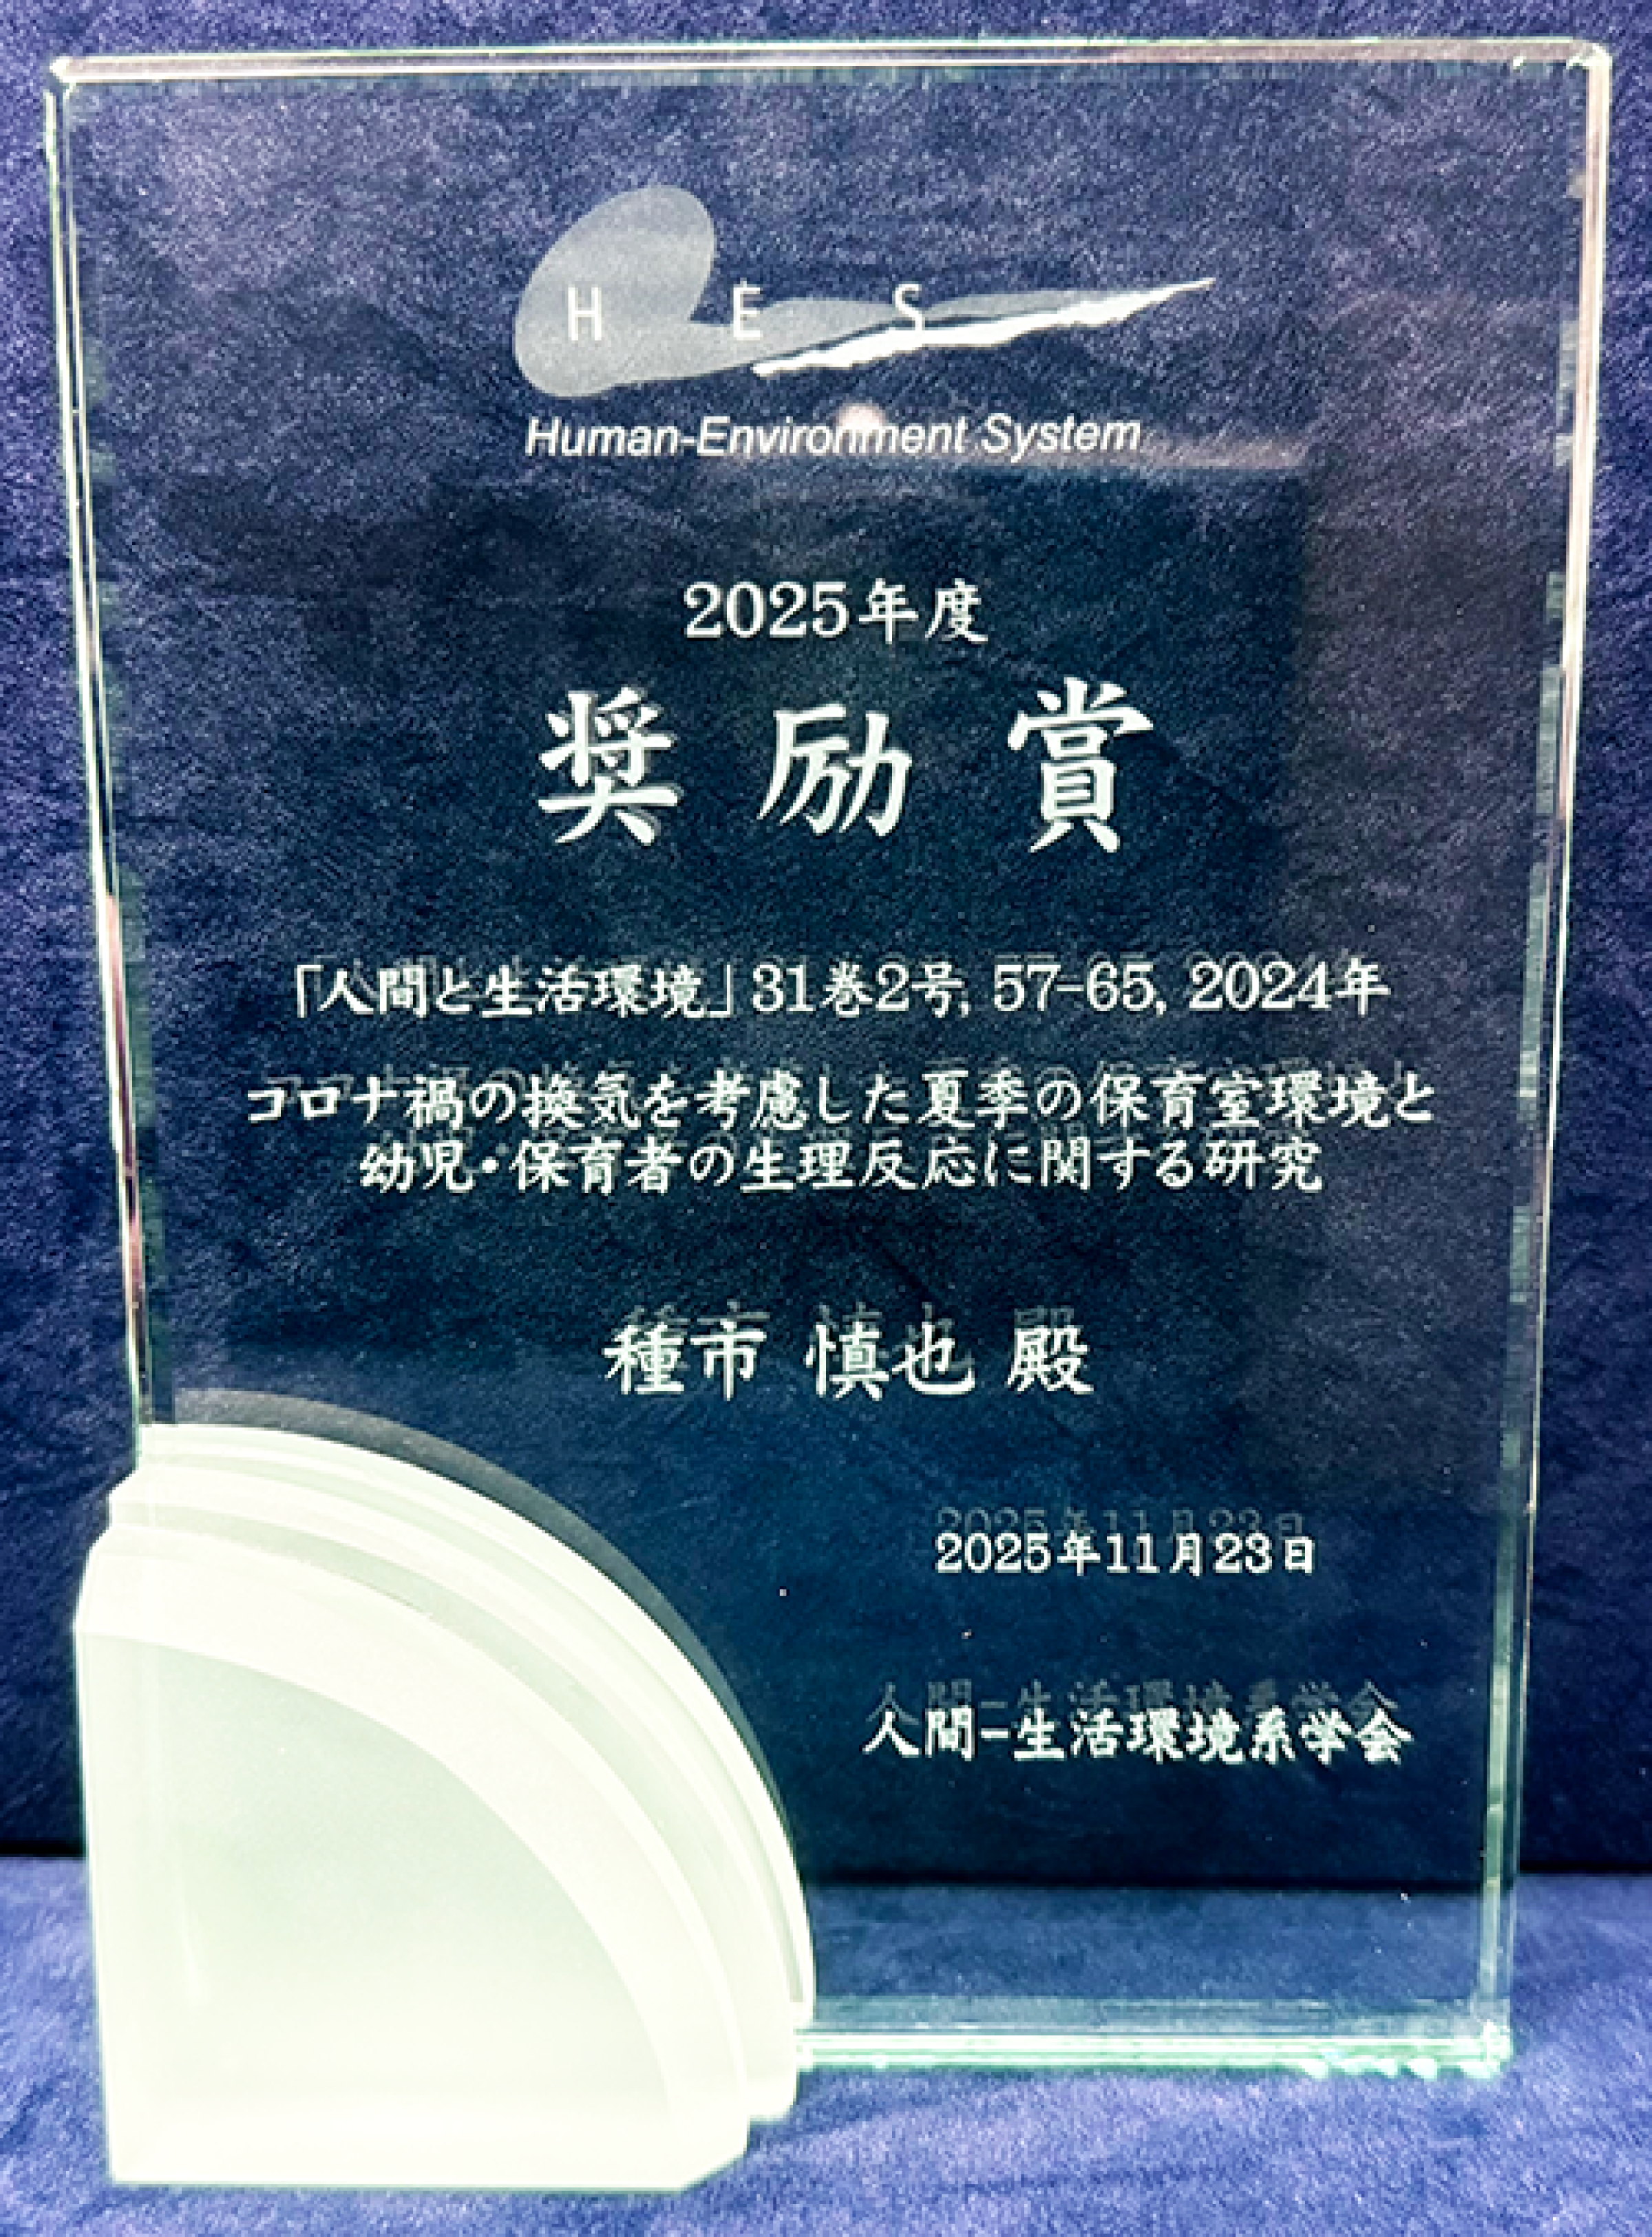 H E S
Human-Environment System
2025年度
奨励賞
「人間と生活環境」31巻2号, 57-65, 2024年
コロナ禍の換気を考慮した夏季の保育室環境と
幼児・保育者の生理反応に関する研究
種市 慎也 殿
2025年11月23日
人間-生活環境系学会